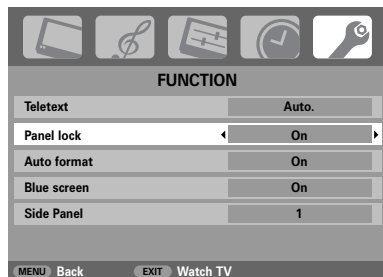 FUNCTION
Teletext Auto.
Panel lock On
Auto format On
Blue screen On
Side Panel 1
MENU Back EXIT Watch TV